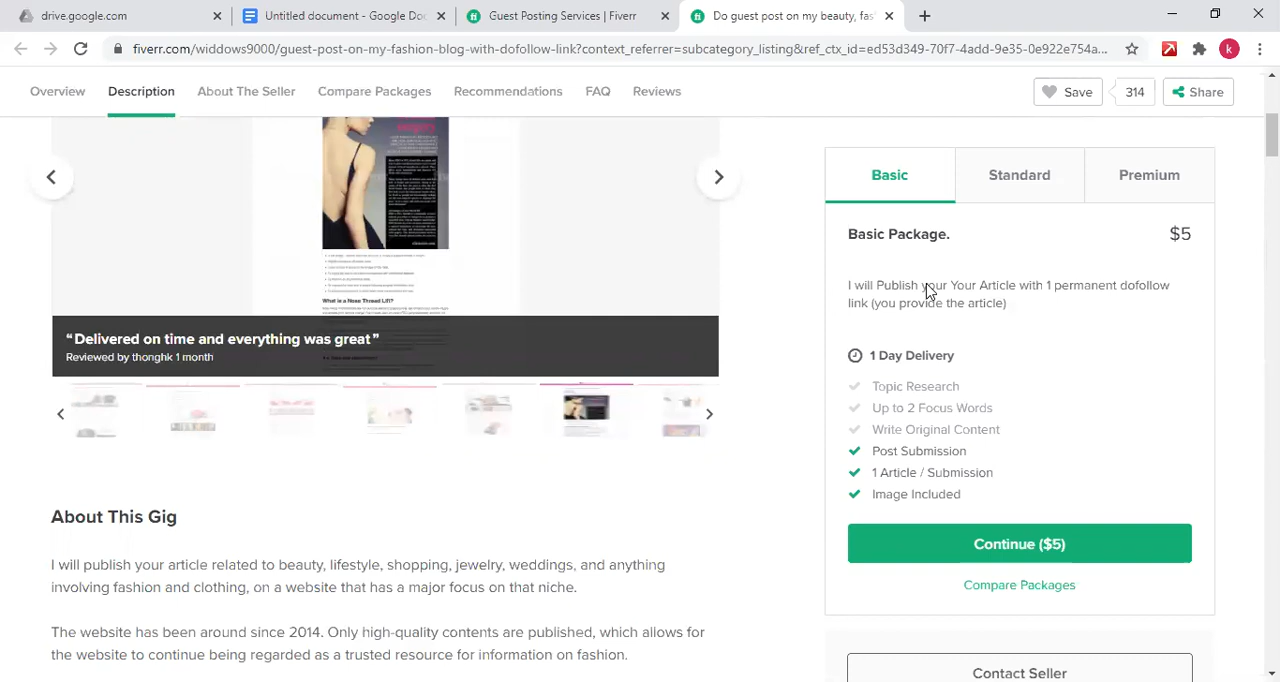 drive.google.com
Untitled document - Google Doc
Guest Posting Services | Fiverr
Do guest post on my beauty, fas
fiverr.com/widdows9000/guest-post-on-my-fashion-blog-with-dofollow-link?context_referrer=subcategory_listing&ref_ctx_id=ed53d349-70f7-4add-9e35-0e922e754a...
k
Overview Description About The Seller Compare Packages Recommendations FAQ Reviews
Save 314 Share
surgery
What is a Nose Thread Lift?
“Delivered on time and everything was great”
Reviewed by thonghk 1 month
Basic Standard Premium
Basic Package. $5
I will Publish your Your Article with 1 permanent dofollow
link (you provide the article)
1 Day Delivery
Topic Research
Up to 2 Focus Words
Write Original Content
Post Submission
1 Article / Submission
Image Included
Continue ($5)
Compare Packages
Contact Seller
About This Gig
I will publish your article related to beauty, lifestyle, shopping, jewelry, weddings, and anything
involving fashion and clothing, on a website that has a major focus on that niche.
The website has been around since 2014. Only high-quality contents are published, which allows for
the website to continue being regarded as a trusted resource for information on fashion.